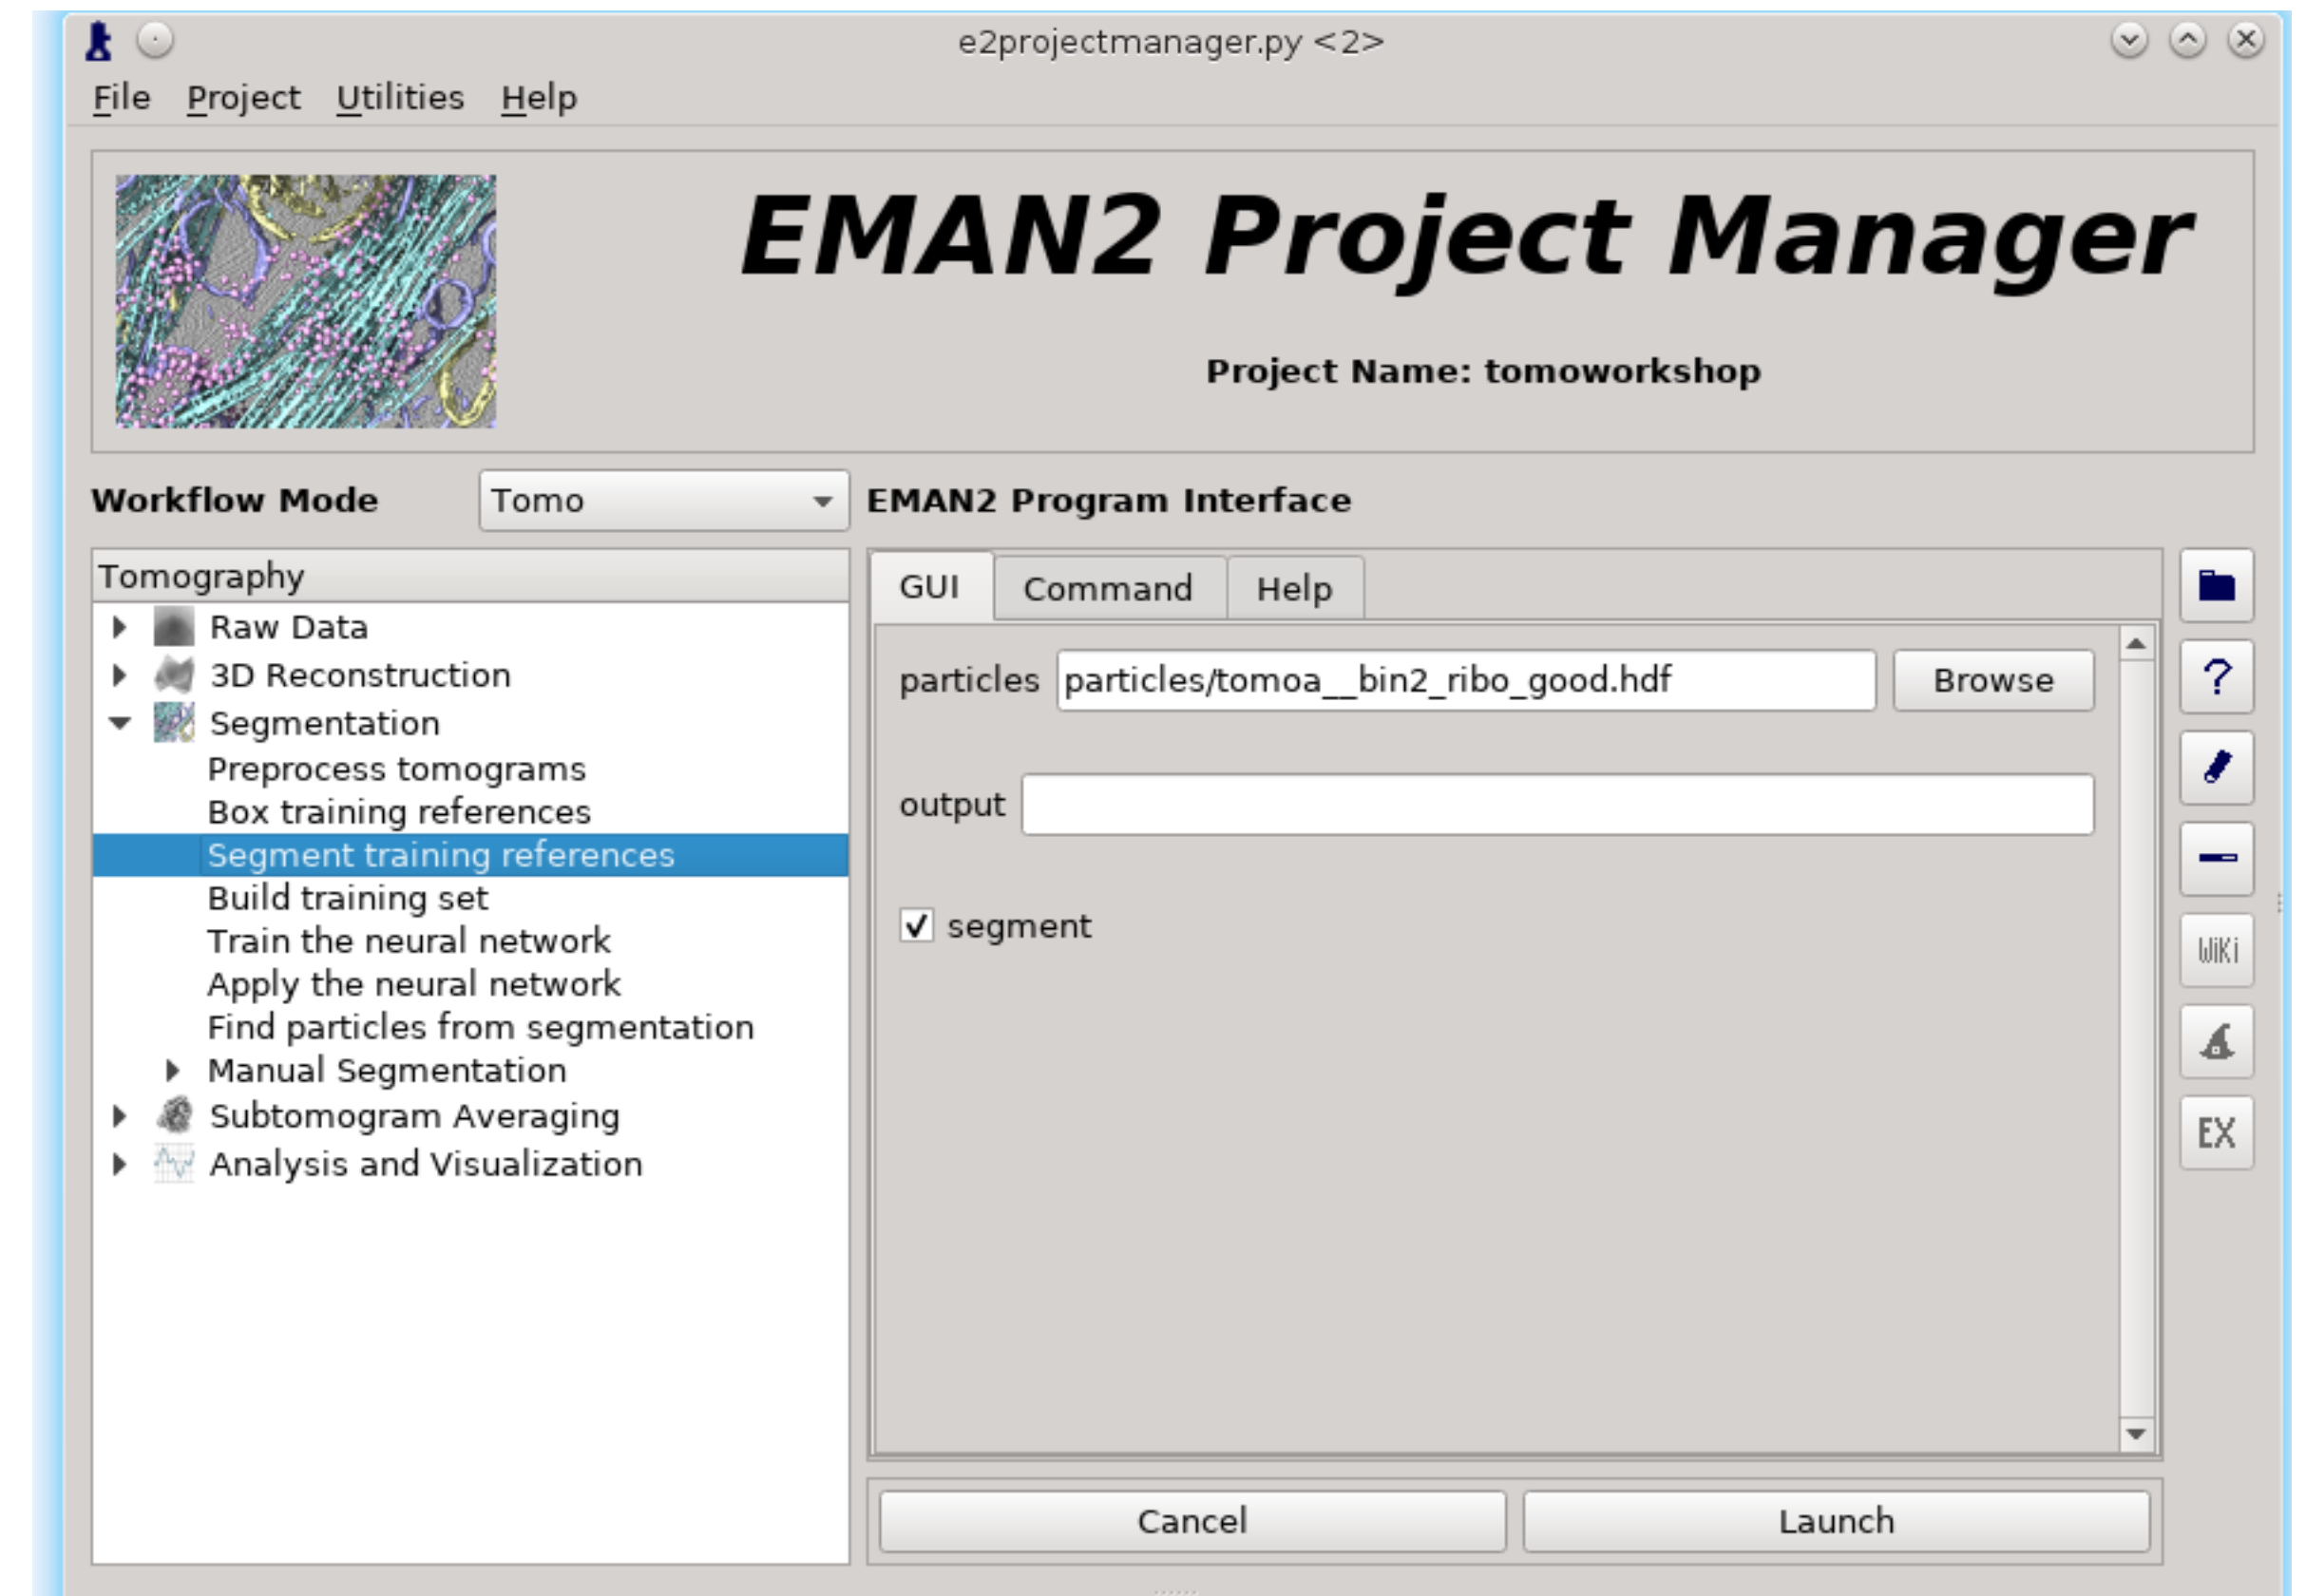 e2projectmanager.py <2>
File Project Utilities Help
EMAN2 Project Manager
Project Name: tomoworkshop
Workflow Mode Tomo
EMAN2 Program Interface
Tomography
Raw Data
3D Reconstruction
Segmentation
Preprocess tomograms
Box training references
Segment training references
Build training set
Train the neural network
Apply the neural network
Find particles from segmentation
Manual Segmentation
Subtomogram Averaging
Analysis and Visualization
GUI Command Help
particles particles/tomoa__bin2_ribo_good.hdf Browse
output
segment
?
WiKi
EX
Cancel Launch